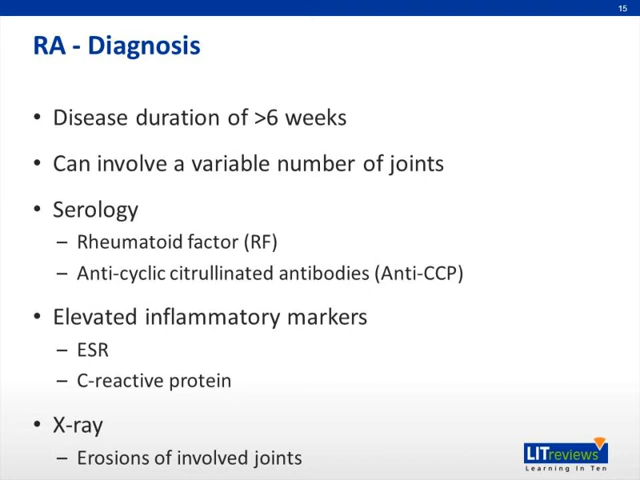 15
RA - Diagnosis
• Disease duration of >6 weeks
• Can involve a variable number of joints
• Serology
– Rheumatoid factor (RF)
– Anti-cyclic citrullinated antibodies (Anti-CCP)
• Elevated inflammatory markers
– ESR
– C-reactive protein
• X-ray
– Erosions of involved joints
LITreviews
Learning In Ten